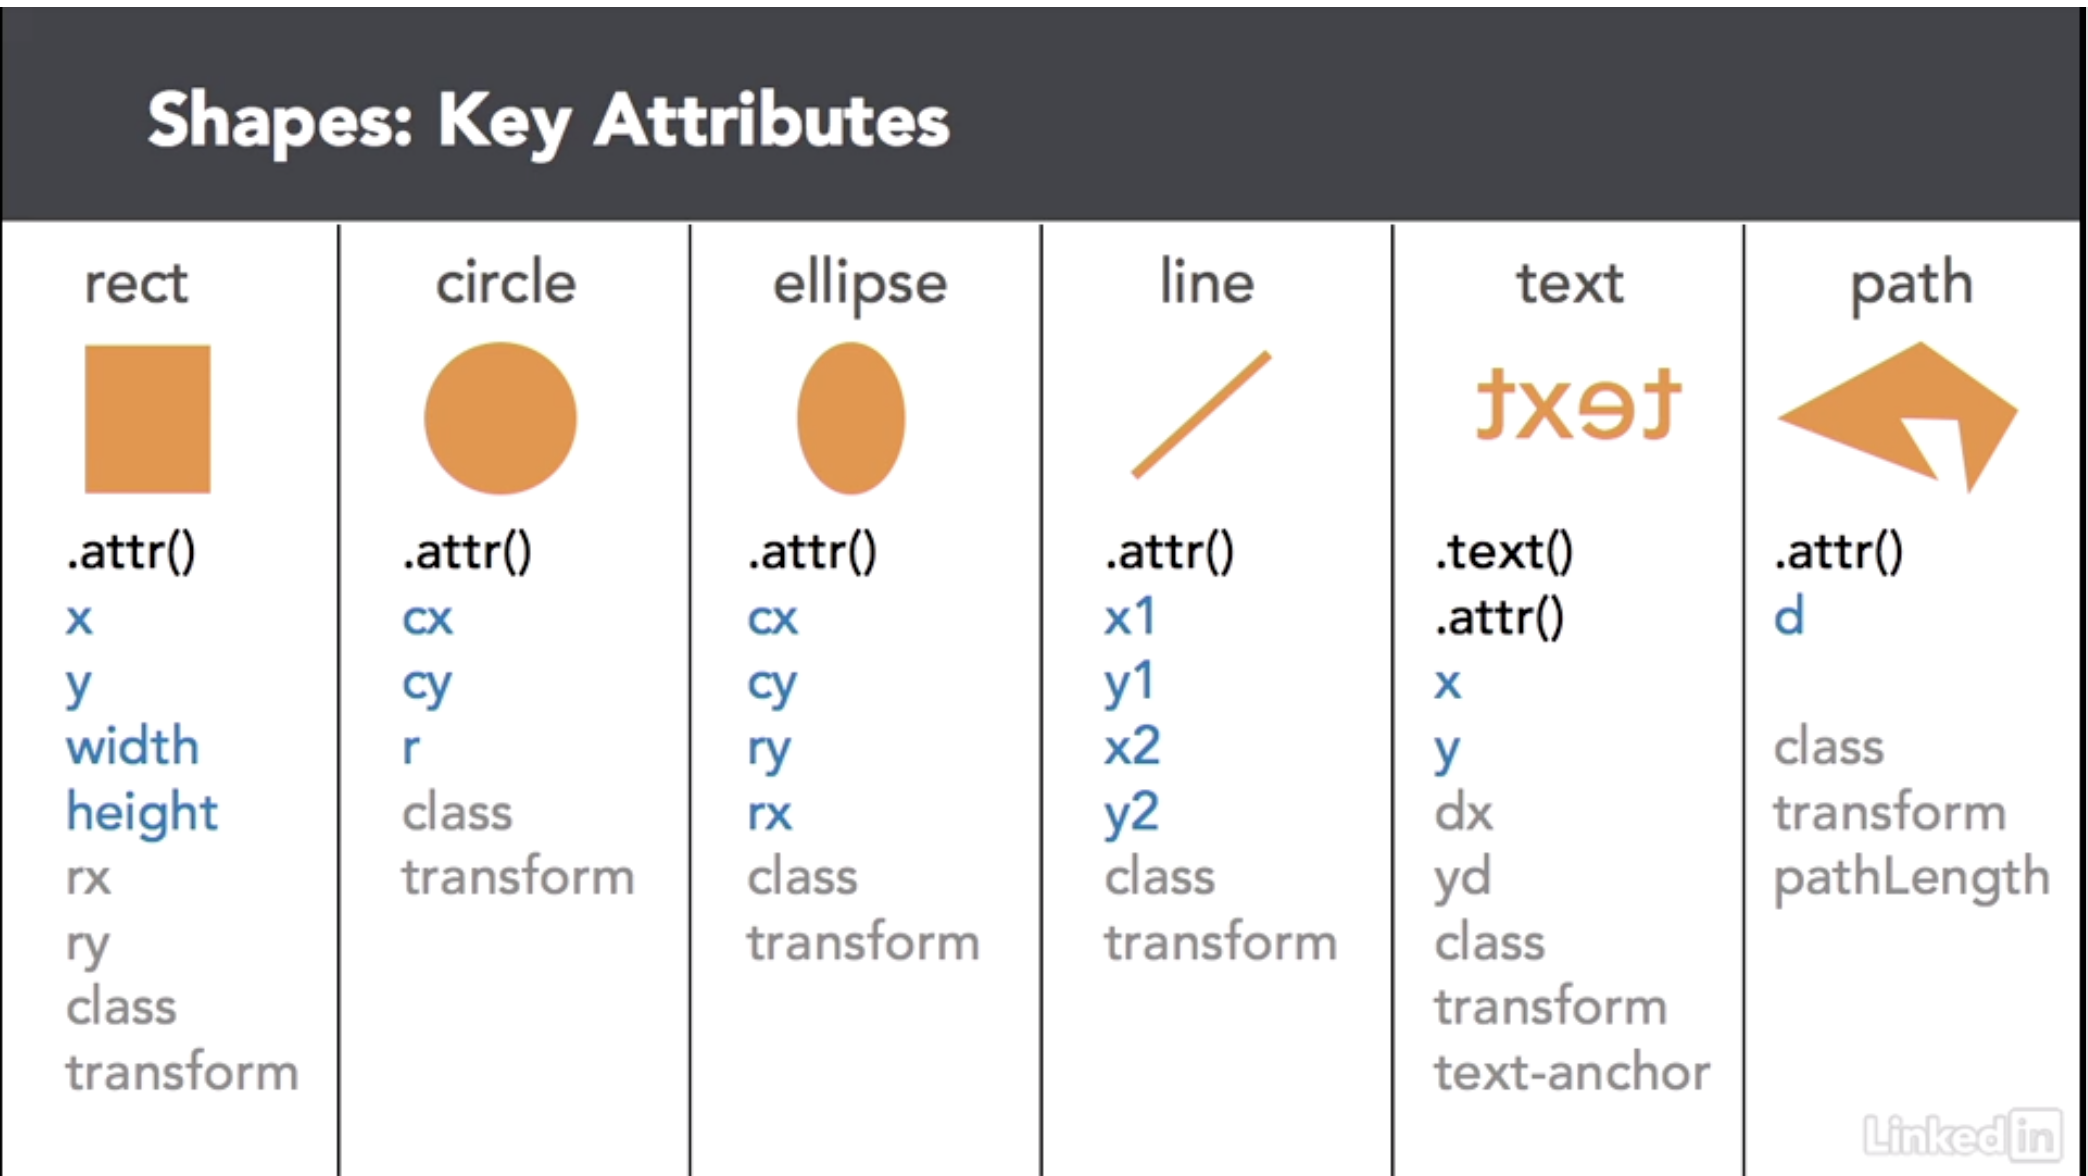 Shapes: Key Attributes
rect
.attr()
x
y
width
height
rx
ry
class
transform
circle
.attr()
cx
cy
r
class
transform
ellipse
.attr()
cx
cy
ry
rx
class
transform
line
.attr()
x1
y1
x2
y2
class
transform
text
text
.text()
.attr()
x
y
dx
yd
class
transform
text-anchor
path
.attr()
d
class
transform
pathLength
Linkedin